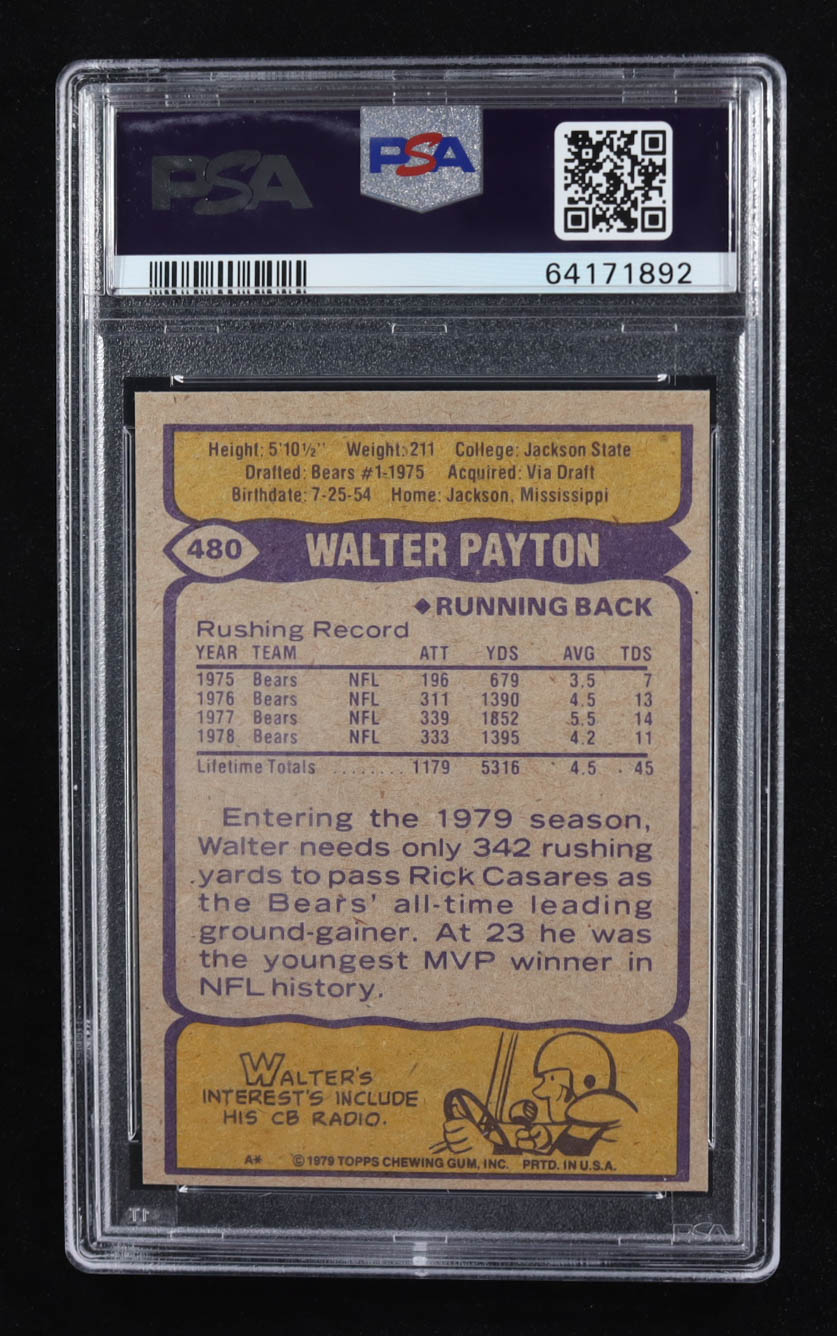 PSA PSA
64171892
Height: 5'10½" Weight: 211 College: Jackson State
Drafted: Bears #1-1975 Acquired: Via Draft
Birthdate: 7-25-54 Home: Jackson, Mississippi
480 WALTER PAYTON
◆RUNNING BACK
Rushing Record
YEAR TEAM ATT YDS AVG TDS
1975 Bears NFL 196 679 3.5 7
1976 Bears NFL 311 1390 4.5 13
1977 Bears NFL 339 1852 5.5 14
1978 Bears NFL 333 1395 4.2 11
Lifetime Totals ........ 1179 5316 4.5 45
Entering the 1979 season,
Walter needs only 342 rushing
yards to pass Rick Casares as
the Bears' all-time leading
ground-gainer. At 23 he was
the youngest MVP winner in
NFL history.
WALTER'S
INTEREST'S INCLUDE
HIS CB RADIO.
A* © 1979 TOPPS CHEWING GUM, INC. PRTD. IN U.S.A.
PSA